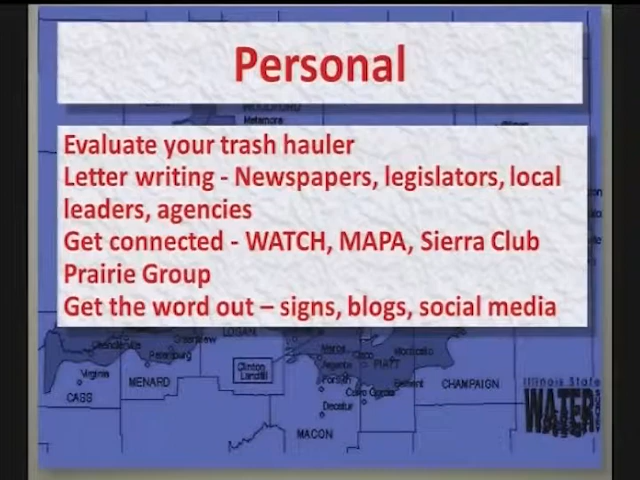 Personal
Metamora
Evaluate your trash hauler
Letter writing - Newspapers, legislators, local
leaders, agencies
Get connected - WATCH, MAPA, Sierra Club
Prairie Group
Get the word out – signs, blogs, social media
LOGAN
Petersburg
Clinton
Landfill
Monticello
PIATT
Virginia
MENARD
CHAMPAIGN
CASS
Decatur
MACON
Illinois State
WATER